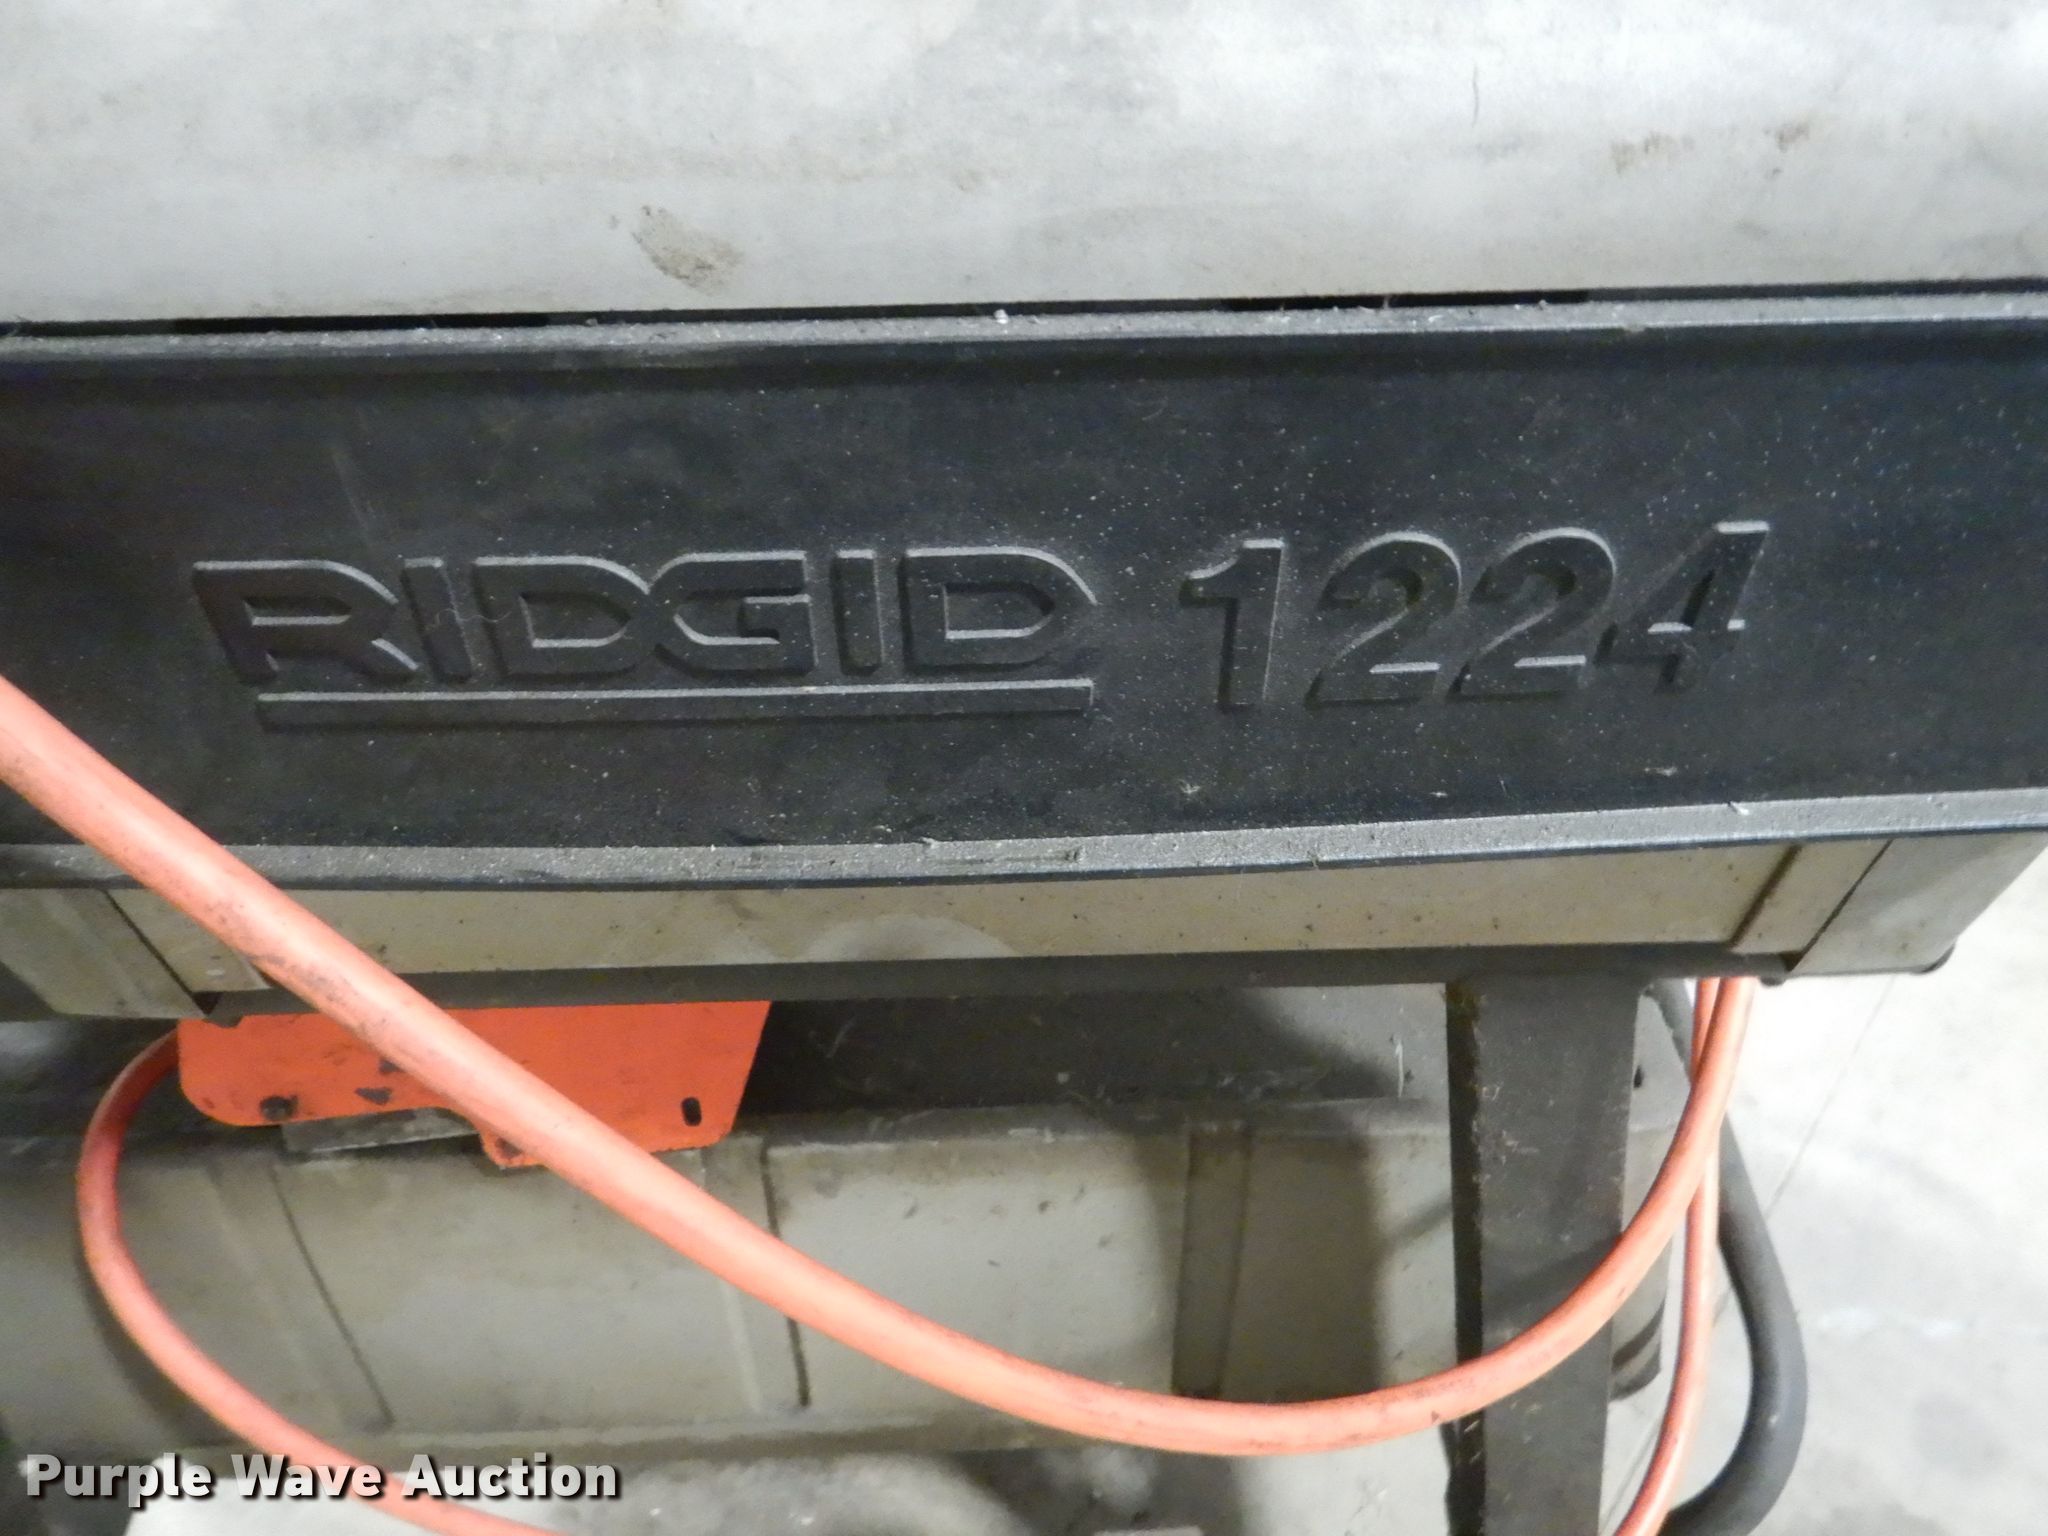 RIDGID 1224
Purple Wave Auction